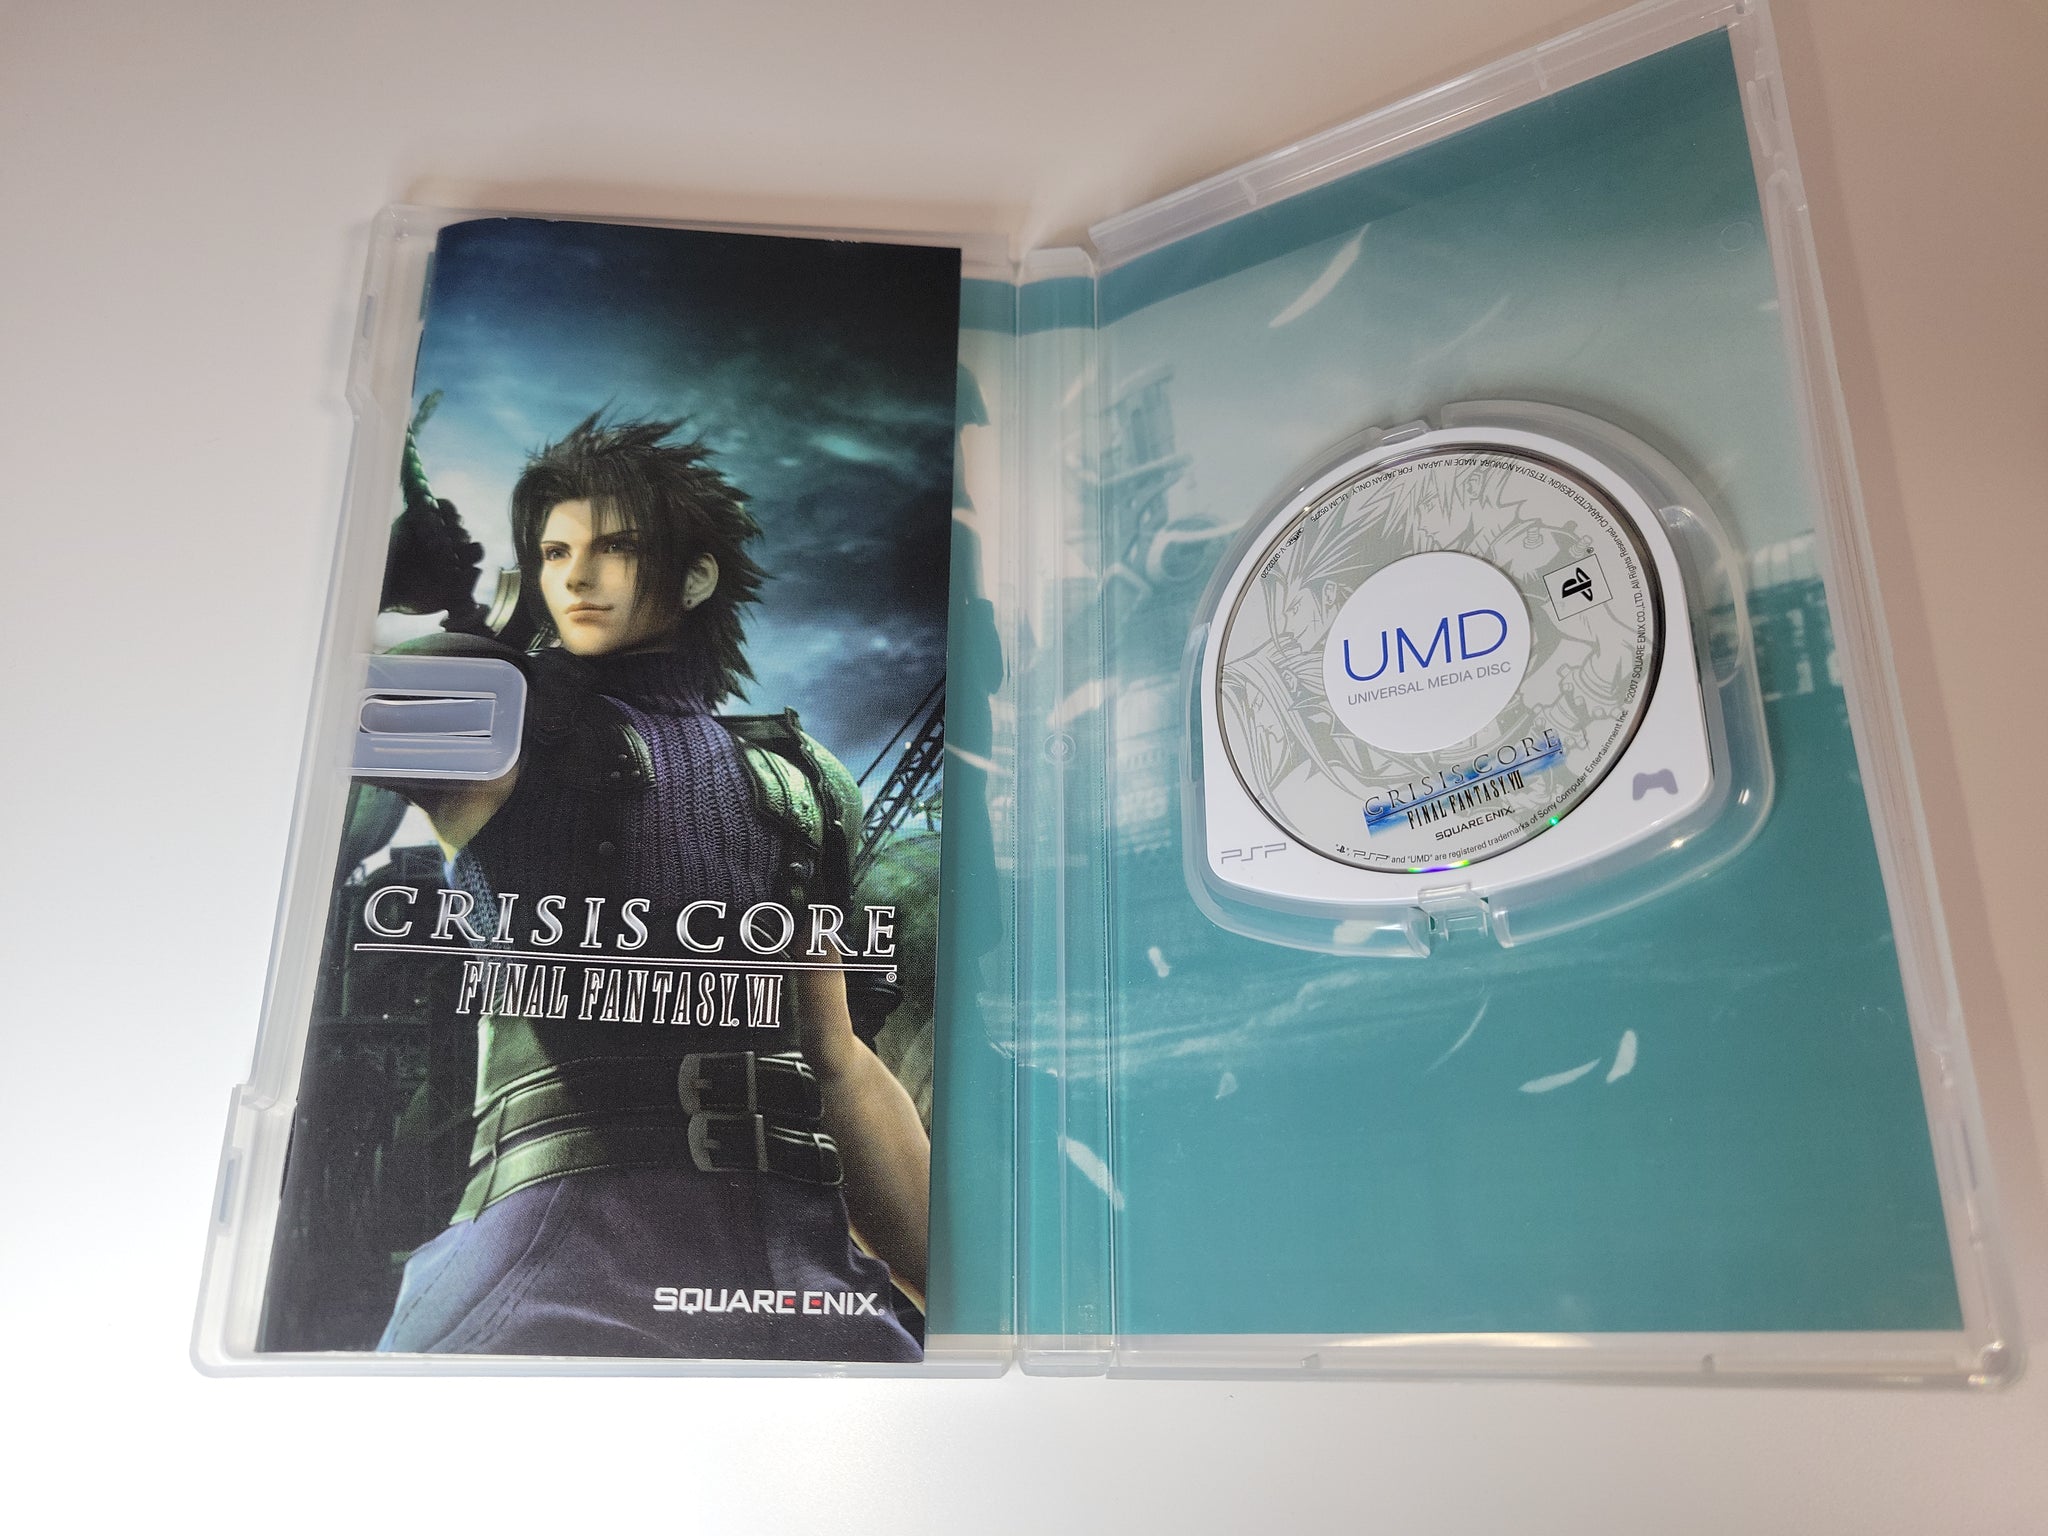 CRISIS CORE
FINAL FANTASY VII
SQUARE ENIX
UMD
UNIVERSAL MEDIA DISC
CRISIS CORE
FINAL FANTASY VII
SQUARE ENIX
PSP
PSP and "UMD" are registered trademarks of Sony Computer Entertainment Inc. ©2007 SQUARE ENIX CO., LTD. All Rights Reserved. CHARACTER DESIGN: TETSUYA NOMURA MADE IN JAPAN FOR JAPAN ONLY ULJM 05275